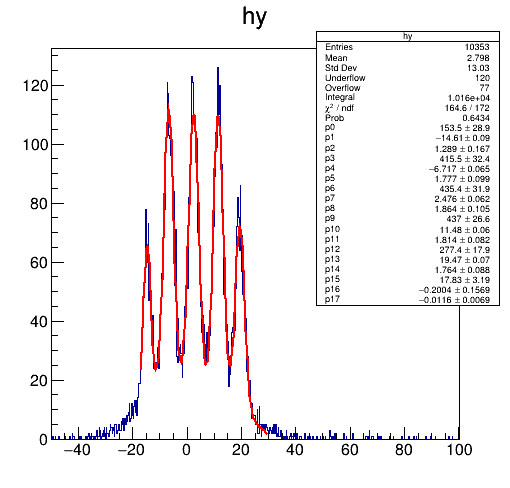 hy
hy
Entries 10353
Mean 2.798
Std Dev 13.03
Underflow 120
Overflow 77
Integral 1.016e+04
χ² / ndf 164.6 / 172
Prob 0.6434
p0 153.5 ± 28.9
p1 −14.61 ± 0.09
p2 1.289 ± 0.167
p3 415.5 ± 32.4
p4 −6.717 ± 0.065
p5 1.777 ± 0.099
p6 435.4 ± 31.9
p7 2.476 ± 0.062
p8 1.864 ± 0.105
p9 437 ± 26.6
p10 11.48 ± 0.06
p11 1.814 ± 0.082
p12 277.4 ± 17.9
p13 19.47 ± 0.07
p14 1.764 ± 0.088
p15 17.83 ± 3.19
p16 −0.2004 ± 0.1569
p17 −0.0116 ± 0.0069
120
100
80
60
40
20
0
−40 −20 0 20 40 60 80 100